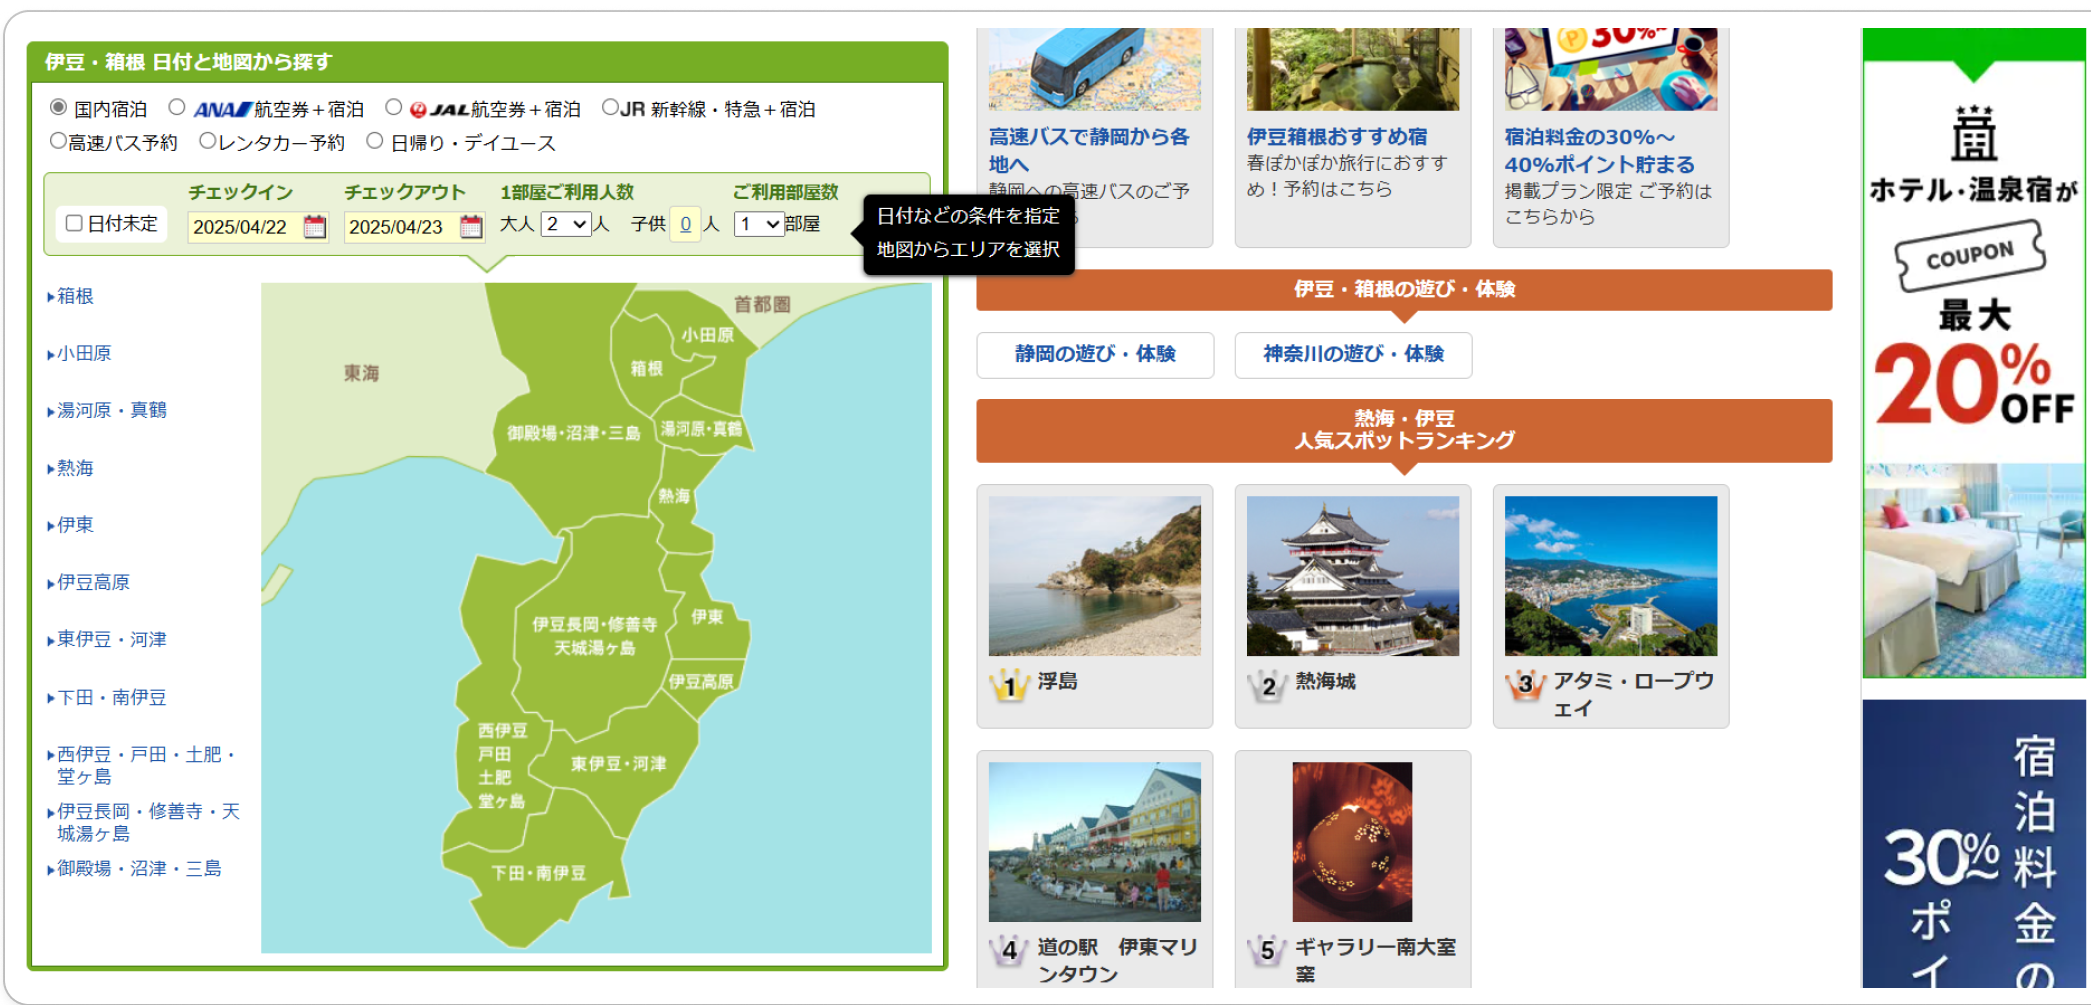 伊豆・箱根 日付と地図から探す
国内宿泊 ANA航空券＋宿泊 JAL航空券＋宿泊 JR 新幹線・特急＋宿泊
高速バス予約 レンタカー予約 日帰り・デイユース
チェックイン チェックアウト 1部屋ご利用人数 ご利用部屋数
日付未定 2025/04/22 2025/04/23 大人 2 人 子供 0 人 1 部屋
日付などの条件を指定
地図からエリアを選択
箱根
小田原
湯河原・真鶴
熱海
伊東
伊豆高原
東伊豆・河津
下田・南伊豆
西伊豆・戸田・土肥・
堂ヶ島
伊豆長岡・修善寺・天
城湯ヶ島
御殿場・沼津・三島
首都圏
小田原
東海
箱根
御殿場・沼津・三島
湯河原・真鶴
熱海
伊東
伊豆長岡・修善寺
天城湯ヶ島
伊豆高原
西伊豆
戸田
土肥
堂ヶ島
東伊豆・河津
下田・南伊豆
高速バスで静岡から各
地へ
静岡への高速バスのご予
伊豆箱根おすすめ宿
春ぽかぽか旅行におすす
め！予約はこちら
30%~
宿泊料金の30%～
40%ポイント貯まる
掲載プラン限定 ご予約は
こちらから
伊豆・箱根の遊び・体験
静岡の遊び・体験
神奈川の遊び・体験
熱海・伊豆
人気スポットランキング
1 浮島
2 熱海城
3 アタミ・ロープウ
ェイ
4 道の駅　伊東マリ
ンタウン
5 ギャラリー南大室
窯
ホテル・温泉宿が
COUPON
最大
20%
OFF
宿泊料金の
30%~
ポイ